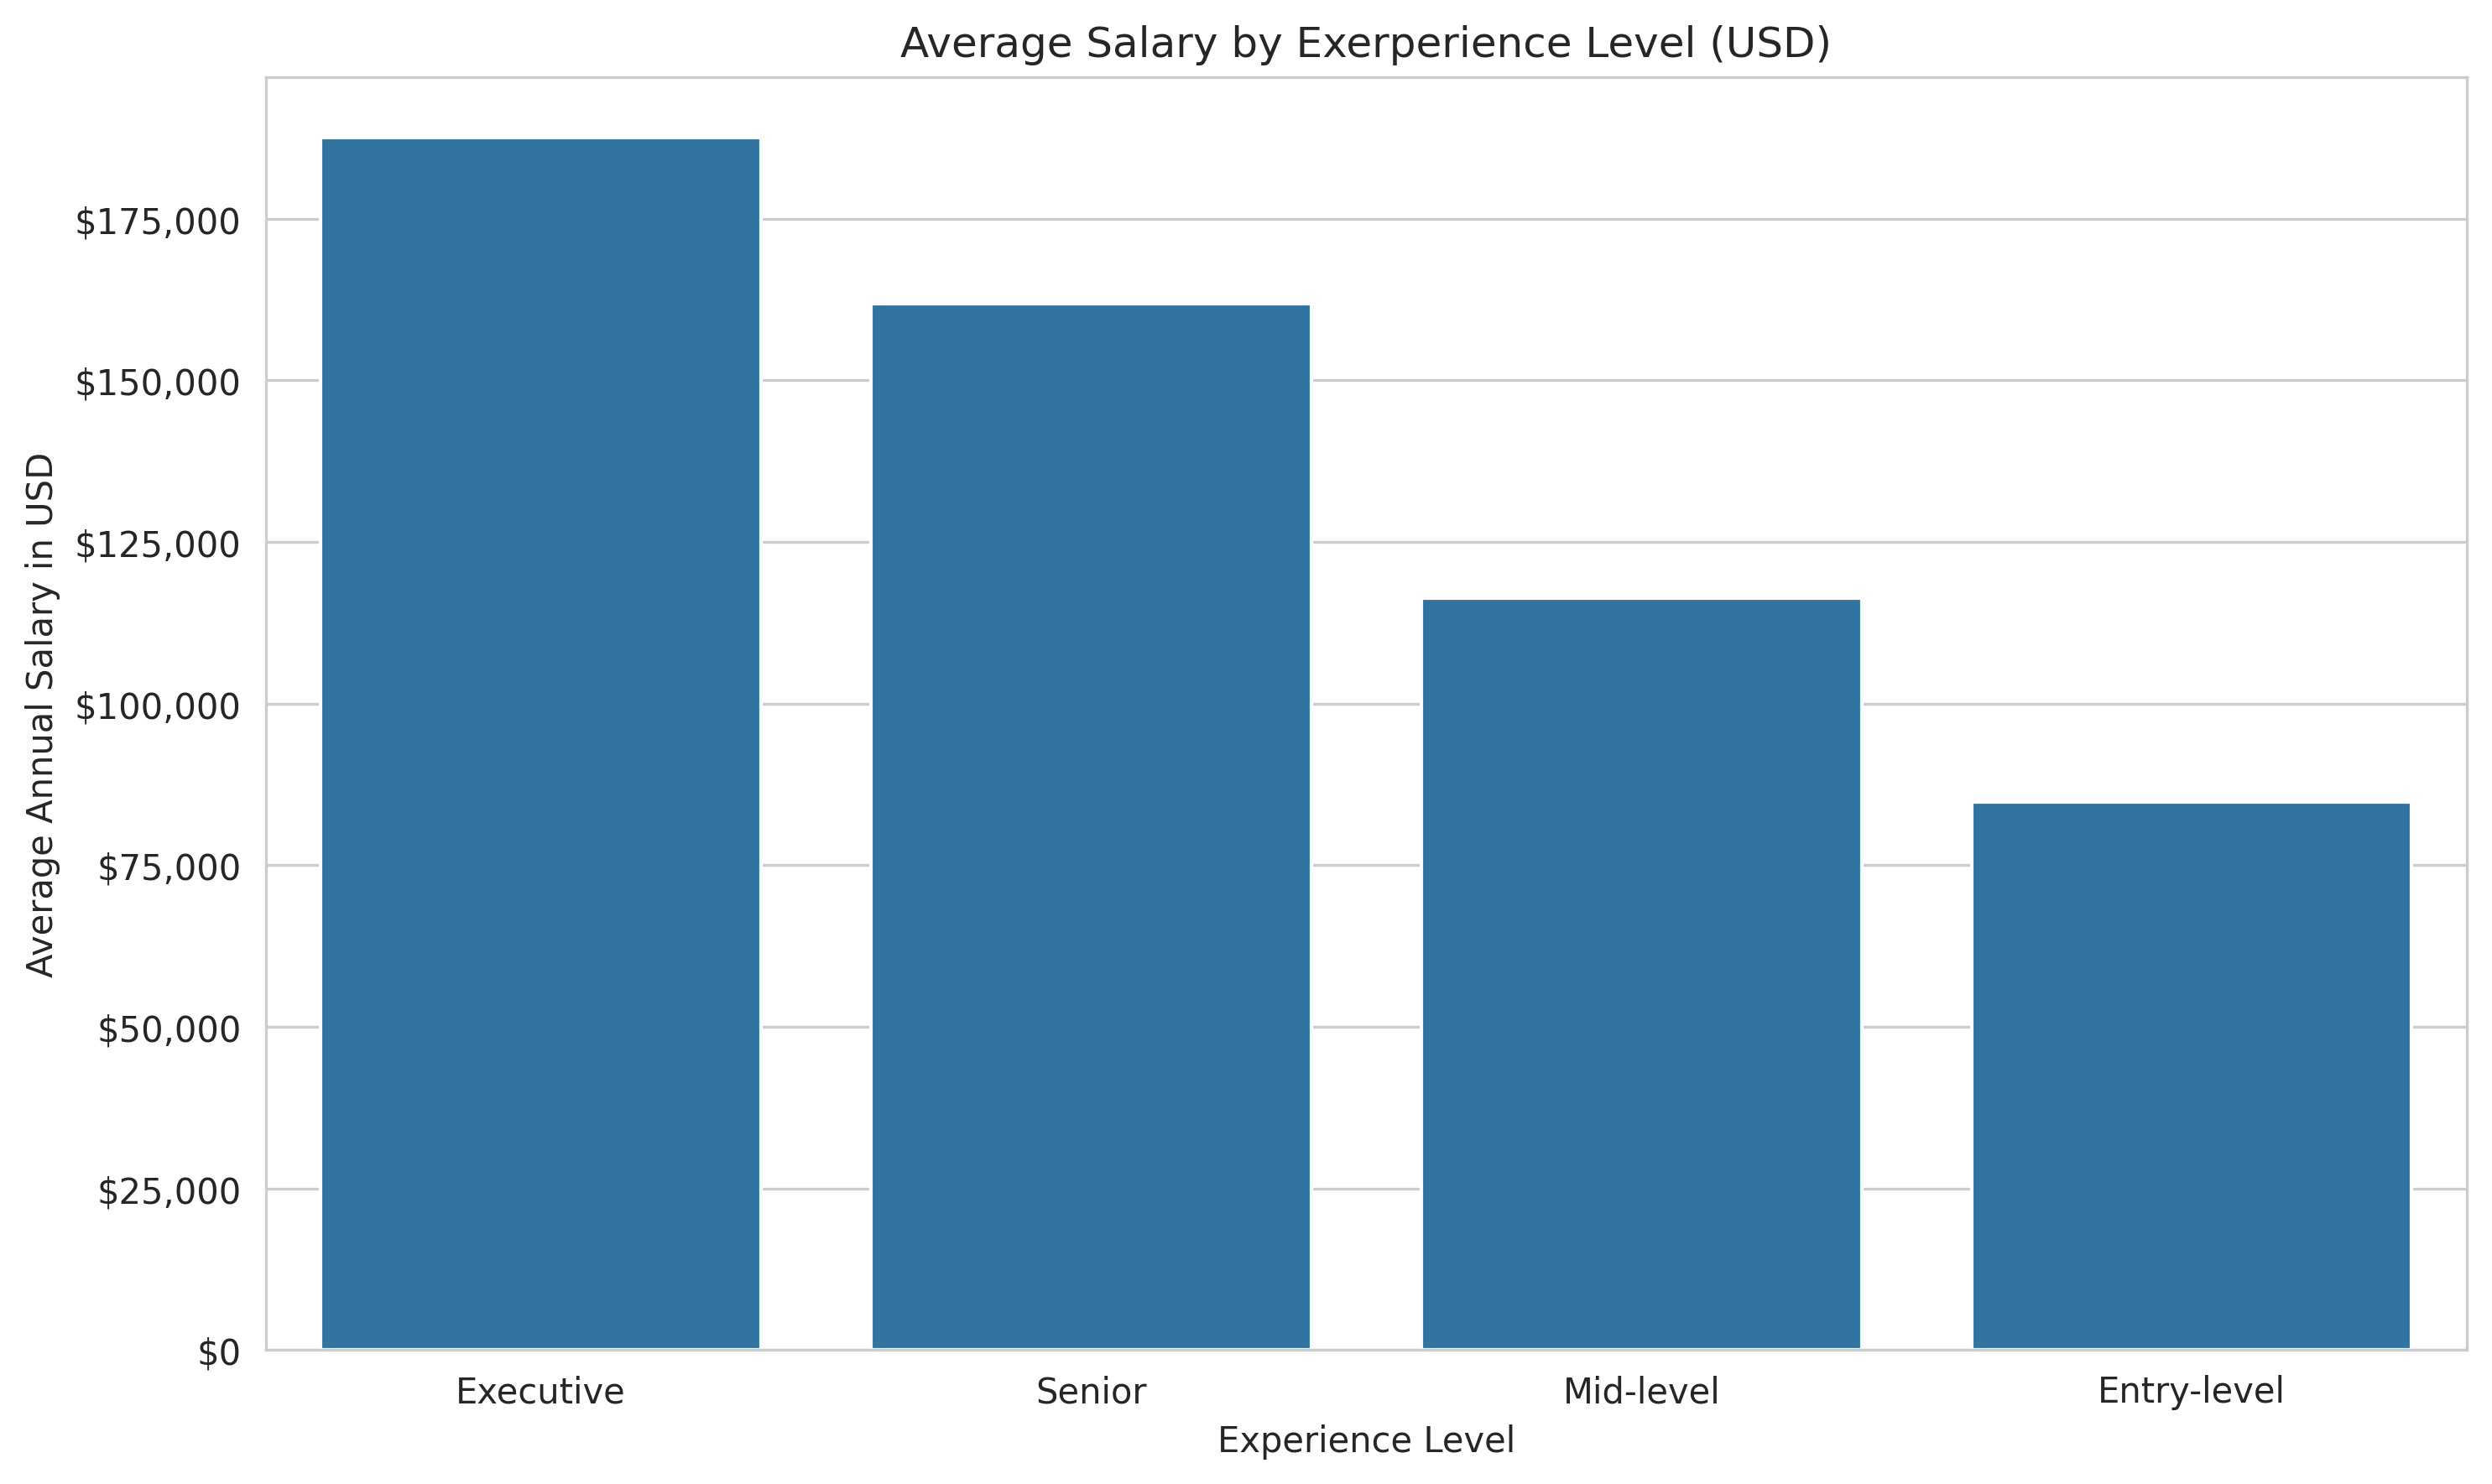 Average Salary by Exerperience Level (USD)
Average Annual Salary in USD
$175,000
$150,000
$125,000
$100,000
$75,000
$50,000
$25,000
$0
Executive
Senior
Mid-level
Entry-level
Experience Level